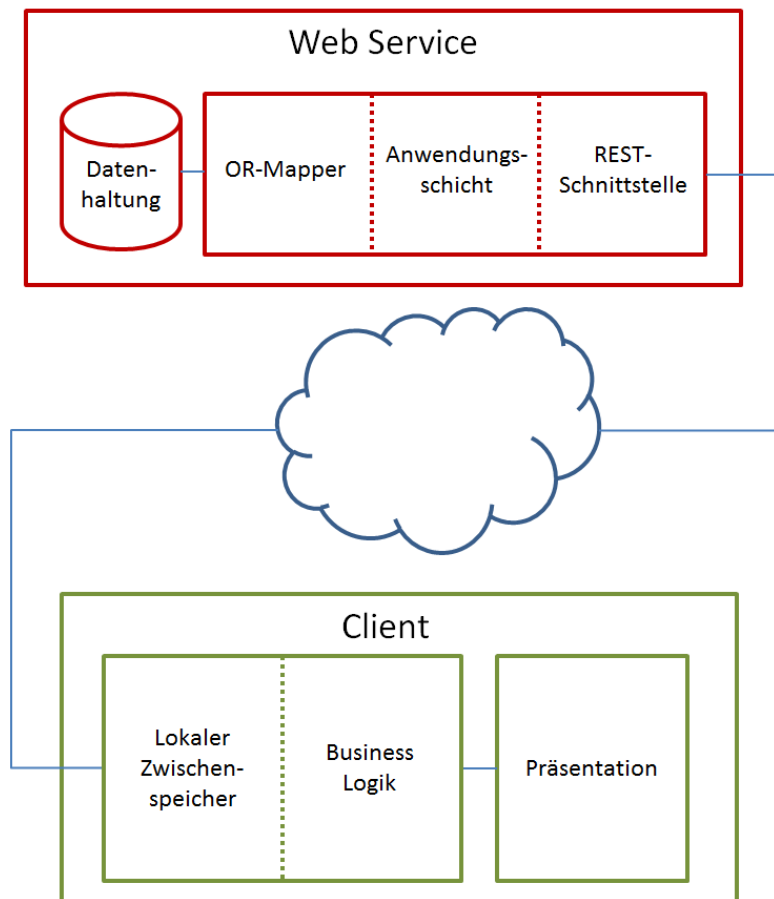 Web Service
Daten-
haltung
OR-Mapper
Anwendungs-
schicht
REST-
Schnittstelle
Client
Lokaler
Zwischen-
speicher
Business
Logik
Präsentation